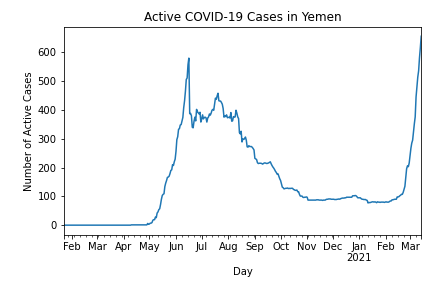 Active COVID-19 Cases in Yemen
Number of Active Cases
600
500
400
300
200
100
0
Feb Mar Apr May Jun Jul Aug Sep Oct Nov Dec Jan Feb Mar
2021
Day